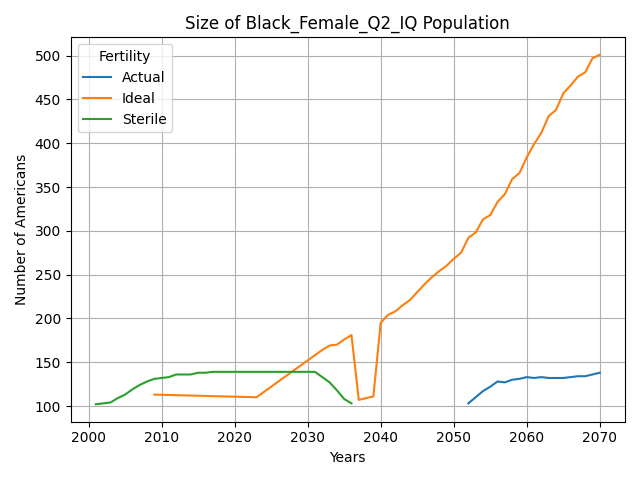 Size of Black_Female_Q2_IQ Population
Fertility
Actual
Ideal
Sterile
Number of Americans
500
450
400
350
300
250
200
150
100
2000 2010 2020 2030 2040 2050 2060 2070
Years